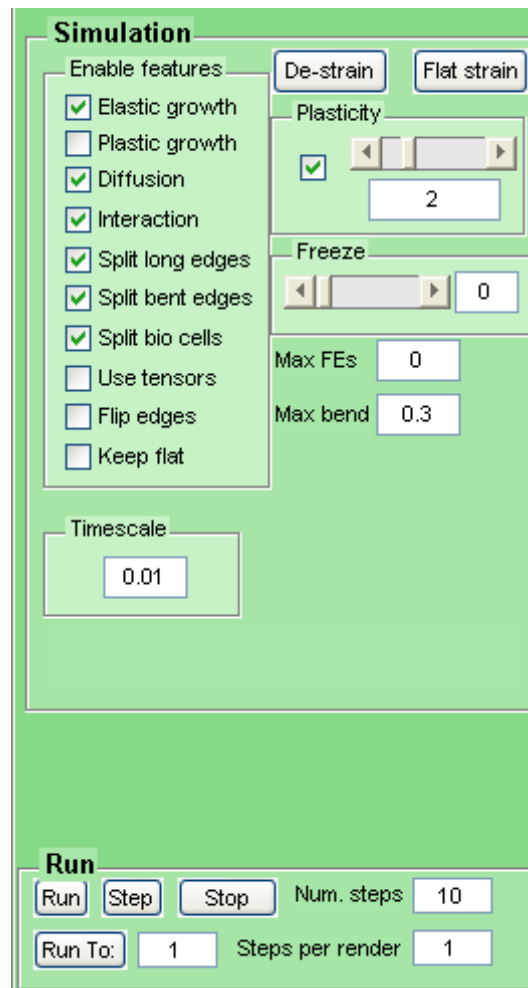 Simulation
Enable features
De-strain
Flat strain
Elastic growth
Plastic growth
Diffusion
Interaction
Split long edges
Split bent edges
Split bio cells
Use tensors
Flip edges
Keep flat
Plasticity
2
Freeze
0
Max FEs 0
Max bend 0.3
Timescale
0.01
Run
Run Step Stop Num. steps 10
Run To: 1 Steps per render 1